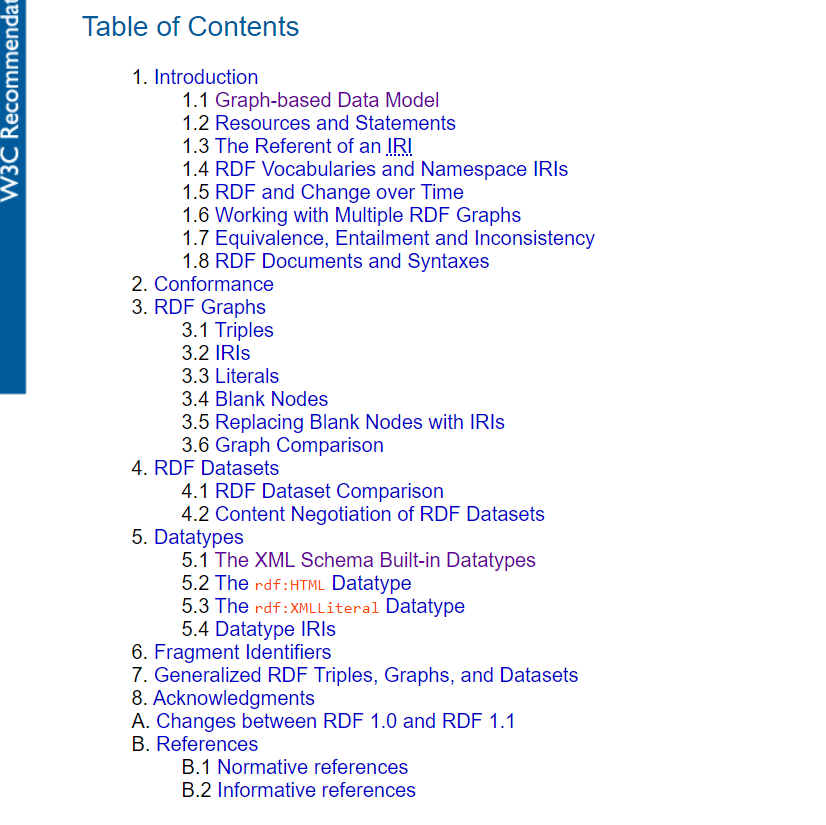 W3C Recommendat
Table of Contents
1. Introduction
1.1 Graph-based Data Model
1.2 Resources and Statements
1.3 The Referent of an IRI
1.4 RDF Vocabularies and Namespace IRIs
1.5 RDF and Change over Time
1.6 Working with Multiple RDF Graphs
1.7 Equivalence, Entailment and Inconsistency
1.8 RDF Documents and Syntaxes
2. Conformance
3. RDF Graphs
3.1 Triples
3.2 IRIs
3.3 Literals
3.4 Blank Nodes
3.5 Replacing Blank Nodes with IRIs
3.6 Graph Comparison
4. RDF Datasets
4.1 RDF Dataset Comparison
4.2 Content Negotiation of RDF Datasets
5. Datatypes
5.1 The XML Schema Built-in Datatypes
5.2 The rdf:HTML Datatype
5.3 The rdf:XMLLiteral Datatype
5.4 Datatype IRIs
6. Fragment Identifiers
7. Generalized RDF Triples, Graphs, and Datasets
8. Acknowledgments
A. Changes between RDF 1.0 and RDF 1.1
B. References
B.1 Normative references
B.2 Informative references